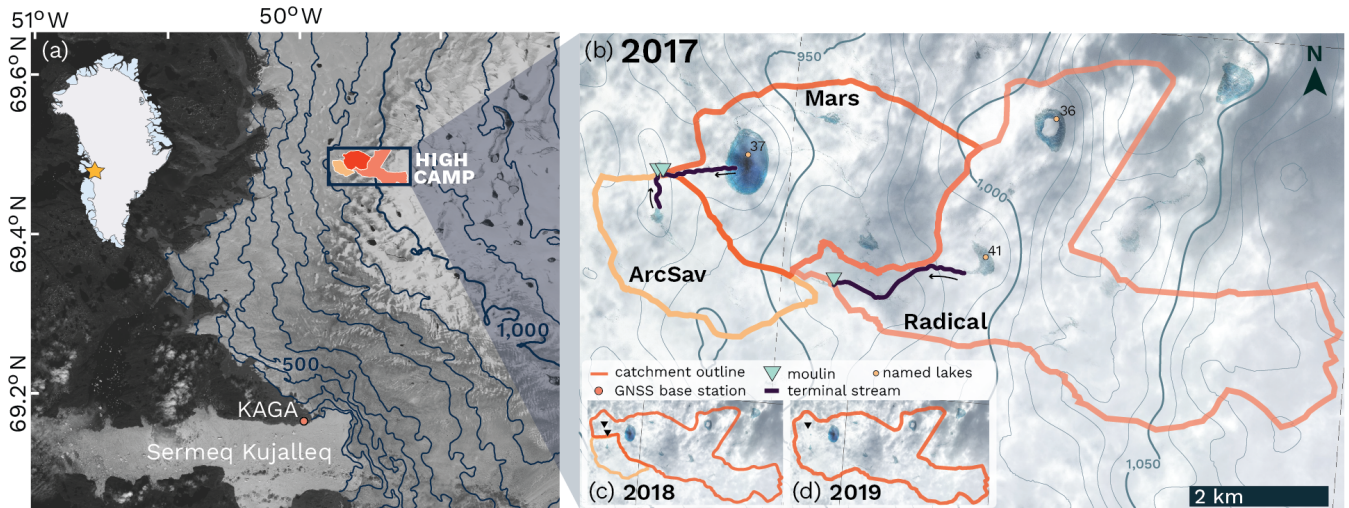 51°W
50°W
69.6°N
69.4°N
69.2°N
(a)
HIGH
CAMP
1,000
500
KAGA
Sermeq Kujalleq
(b) 2017
950
N
Mars
36
37
1,000
41
ArcSav
Radical
catchment outline
moulin
named lakes
GNSS base station
terminal stream
1,050
(c) 2018
(d) 2019
2 km